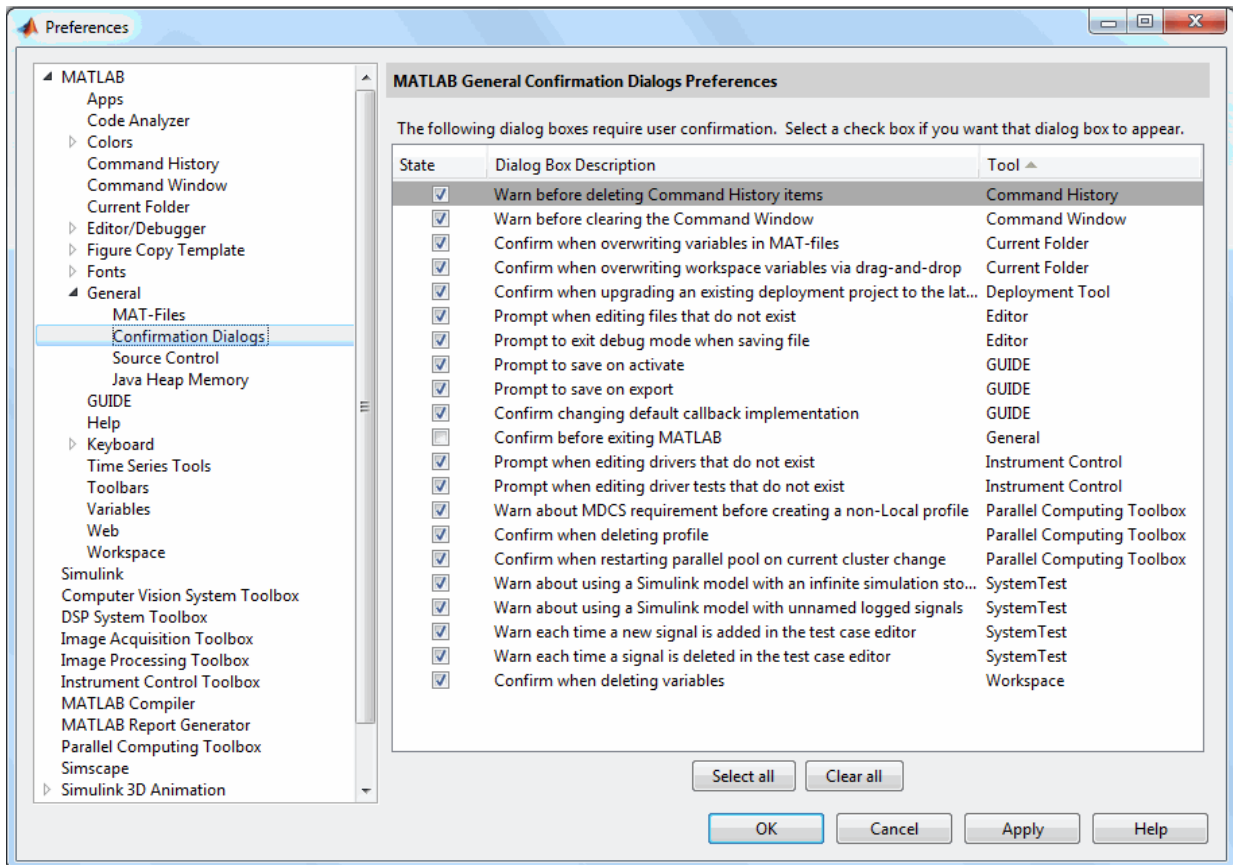 Preferences
MATLAB
Apps
Code Analyzer
Colors
Command History
Command Window
Current Folder
Editor/Debugger
Figure Copy Template
Fonts
General
MAT-Files
Confirmation Dialogs
Source Control
Java Heap Memory
GUIDE
Help
Keyboard
Time Series Tools
Toolbars
Variables
Web
Workspace
Simulink
Computer Vision System Toolbox
DSP System Toolbox
Image Acquisition Toolbox
Image Processing Toolbox
Instrument Control Toolbox
MATLAB Compiler
MATLAB Report Generator
Parallel Computing Toolbox
Simscape
Simulink 3D Animation
MATLAB General Confirmation Dialogs Preferences
The following dialog boxes require user confirmation. Select a check box if you want that dialog box to appear.
State Dialog Box Description Tool
Warn before deleting Command History items Command History
Warn before clearing the Command Window Command Window
Confirm when overwriting variables in MAT-files Current Folder
Confirm when overwriting workspace variables via drag-and-drop Current Folder
Confirm when upgrading an existing deployment project to the lat... Deployment Tool
Prompt when editing files that do not exist Editor
Prompt to exit debug mode when saving file Editor
Prompt to save on activate GUIDE
Prompt to save on export GUIDE
Confirm changing default callback implementation GUIDE
Confirm before exiting MATLAB General
Prompt when editing drivers that do not exist Instrument Control
Prompt when editing driver tests that do not exist Instrument Control
Warn about MDCS requirement before creating a non-Local profile Parallel Computing Toolbox
Confirm when deleting profile Parallel Computing Toolbox
Confirm when restarting parallel pool on current cluster change Parallel Computing Toolbox
Warn about using a Simulink model with an infinite simulation sto... SystemTest
Warn about using a Simulink model with unnamed logged signals SystemTest
Warn each time a new signal is added in the test case editor SystemTest
Warn each time a signal is deleted in the test case editor SystemTest
Confirm when deleting variables Workspace
Select all Clear all
OK Cancel Apply Help